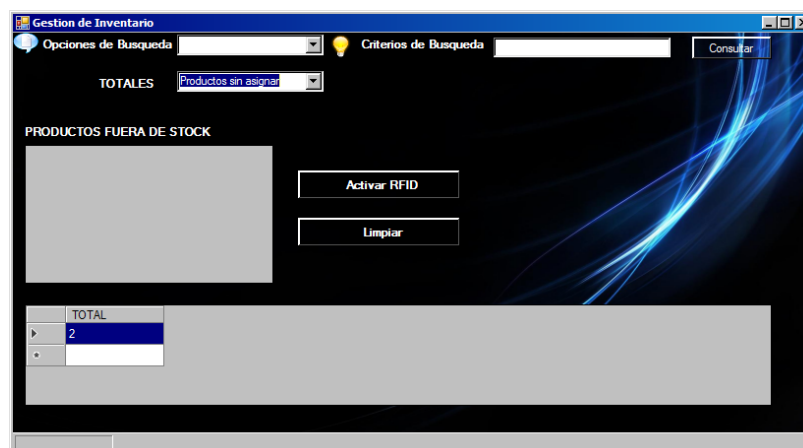 Gestion de Inventario
Opciones de Busqueda
Criterios de Busqueda
Consultar
TOTALES
Productos sin asignar
PRODUCTOS FUERA DE STOCK
Activar RFID
Limpiar
TOTAL
2